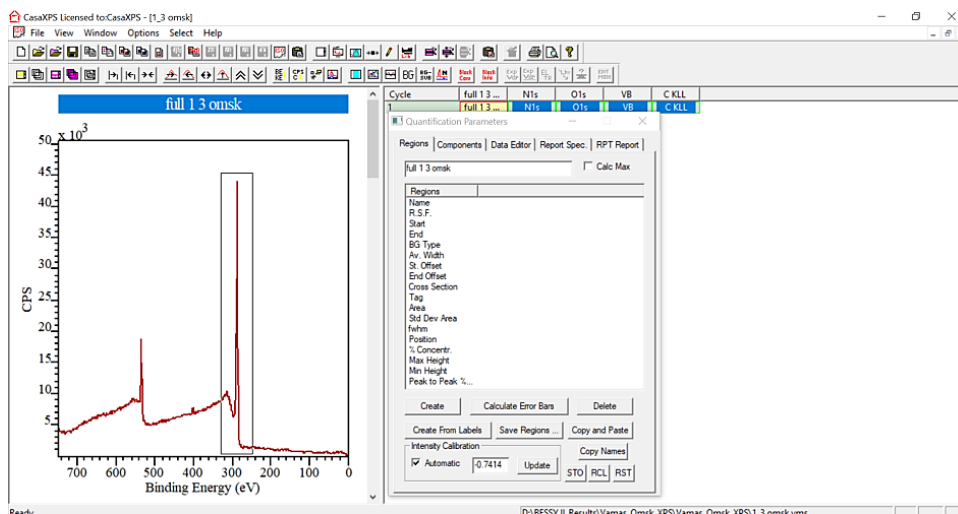 CasaXPS Licensed to:CasaXPS - [1_3 omsk]
File View Window Options Select Help
Cycle full 1 3 ... N1s O1s VB C KLL
1 full 1 3 ... N1s O1s VB C KLL
full 1 3 omsk
x 10³
50
45
40
35
30
25
20
15
10
5
CPS
700 600 500 400 300 200 100 0
Binding Energy (eV)
Quantification Parameters
Regions Components Data Editor Report Spec. RPT Report
full 1 3 omsk Calc Max
Regions
Name
R.S.F.
Start
End
BG Type
Av. Width
St. Offset
End Offset
Cross Section
Tag
Area
Std Dev Area
fwhm
Position
% Concentr.
Max Height
Min Height
Peak to Peak %...
Create Calculate Error Bars Delete
Create From Labels Save Regions ... Copy and Paste
Intensity Calibration Copy Names
Automatic -0.7414 Update STO RCL RST
Ready D:\BESSY II Results\Vamas_Omsk_XPS\Vamas_Omsk_XPS\1_3 omsk.vms